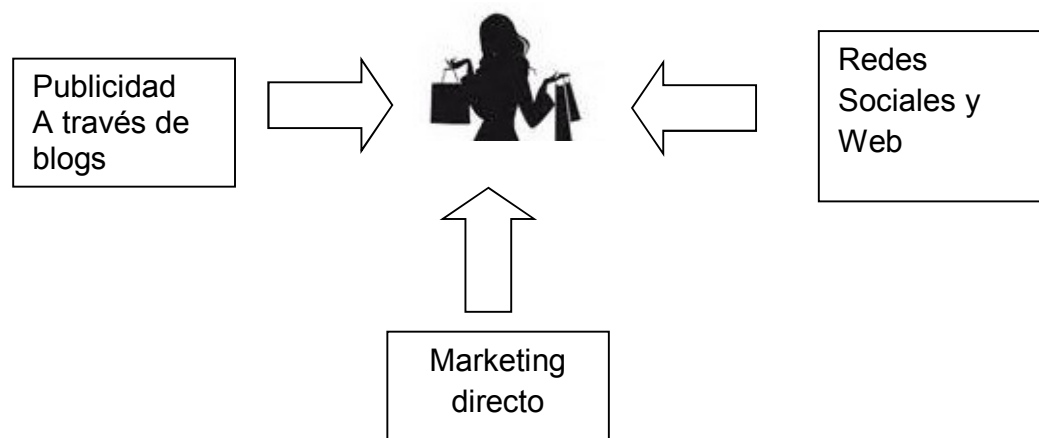 Publicidad
A través de
blogs
Redes
Sociales y
Web
Marketing
directo